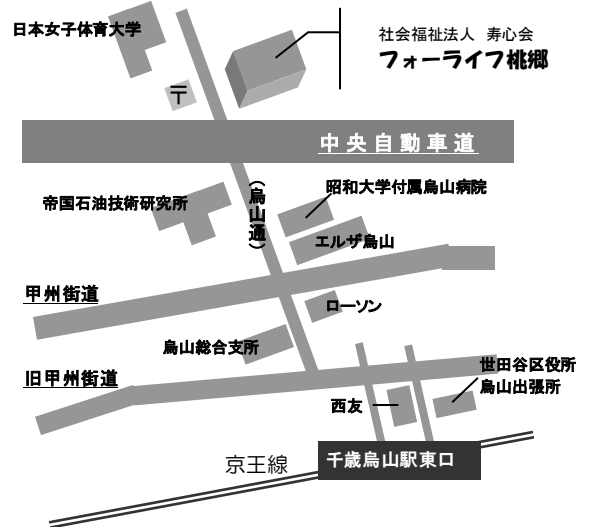 日本女子体育大学
社会福祉法人 寿心会
フォーライフ桃郷
〒
中央自動車道
帝国石油技術研究所
(烏山通)
昭和大学付属烏山病院
エルザ烏山
甲州街道
ローソン
烏山総合支所
旧甲州街道
世田谷区役所
烏山出張所
西友
京王線
千歳烏山駅東口